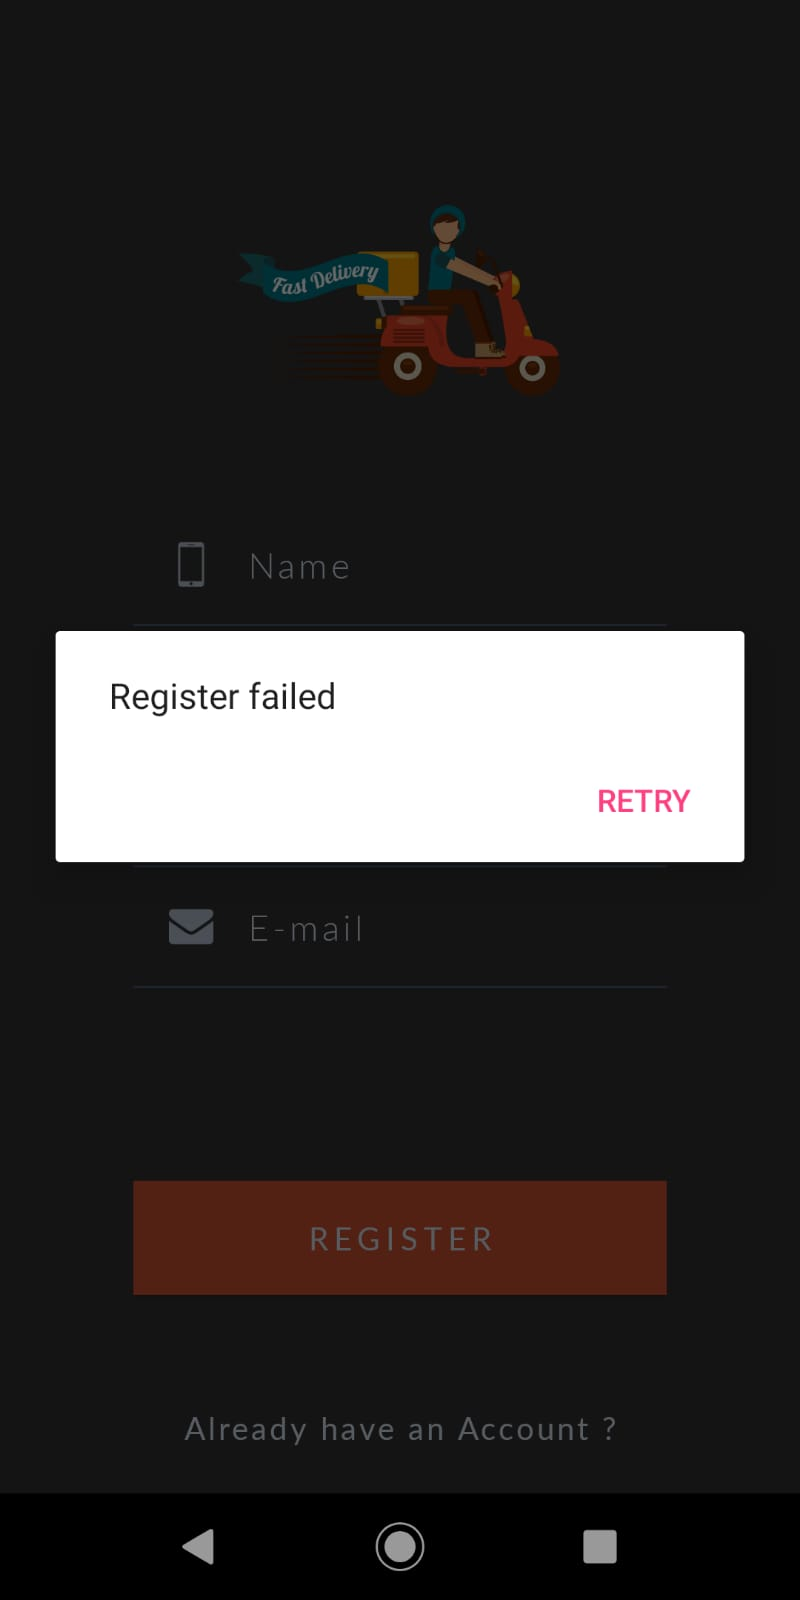 Fast Delivery
Name
Register failed
RETRY
E-mail
REGISTER
Already have an Account ?